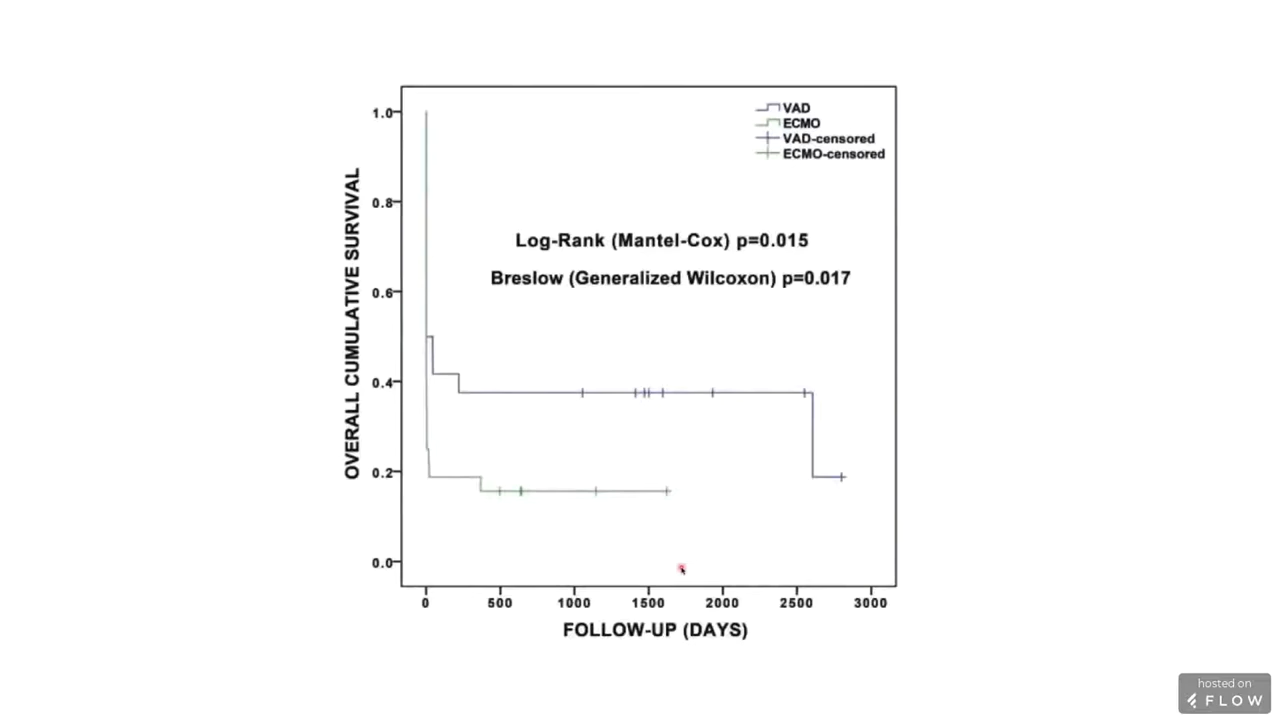 VAD
ECMO
VAD-censored
ECMO-censored
Log-Rank (Mantel-Cox) p=0.015
Breslow (Generalized Wilcoxon) p=0.017
OVERALL CUMULATIVE SURVIVAL
1.0
0.8
0.6
0.4
0.2
0.0
0 500 1000 1500 2000 2500 3000
FOLLOW-UP (DAYS)
hosted on
FLOW